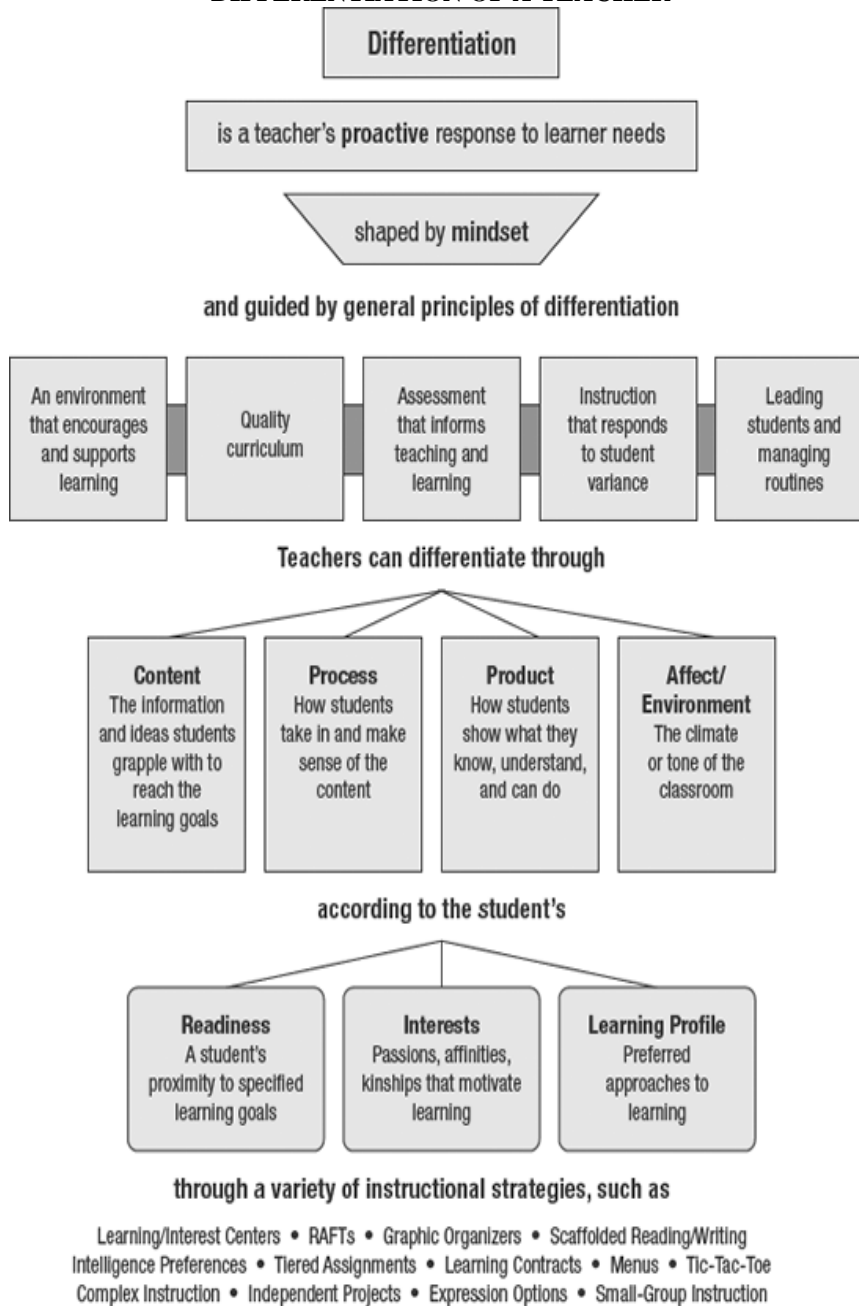 DIFFERENTIATION OF A TEACHER
Differentiation
is a teacher’s proactive response to learner needs
shaped by mindset
and guided by general principles of differentiation
An environment
that encourages
and supports
learning
Quality
curriculum
Assessment
that informs
teaching and
learning
Instruction
that responds
to student
variance
Leading
students and
managing
routines
Teachers can differentiate through
Content
The information
and ideas students
grapple with to
reach the
learning goals
Process
How students
take in and make
sense of the
content
Product
How students
show what they
know, understand,
and can do
Affect/
Environment
The climate
or tone of the
classroom
according to the student’s
Readiness
A student’s
proximity to specified
learning goals
Interests
Passions, affinities,
kinships that motivate
learning
Learning Profile
Preferred
approaches to
learning
through a variety of instructional strategies, such as
Learning/Interest Centers • RAFTs • Graphic Organizers • Scaffolded Reading/Writing
Intelligence Preferences • Tiered Assignments • Learning Contracts • Menus • Tic-Tac-Toe
Complex Instruction • Independent Projects • Expression Options • Small-Group Instruction